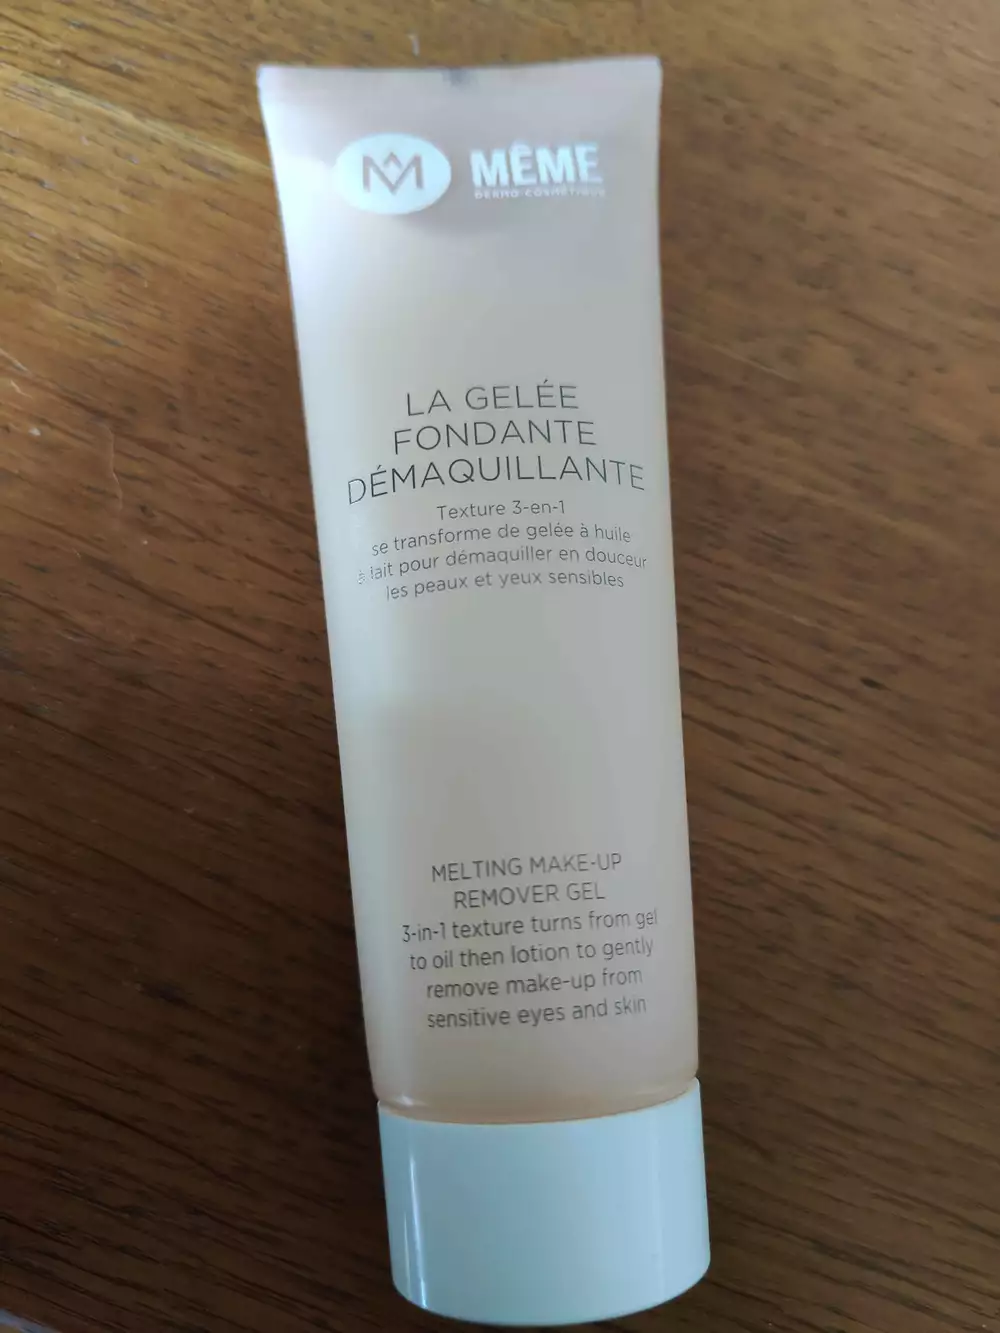 MÊME
DERMO-COSMÉTIQUE
LA GELÉE
FONDANTE
DÉMAQUILLANTE
Texture 3-en-1
se transforme de gelée à huile
à lait pour démaquiller en douceur
les peaux et yeux sensibles
MELTING MAKE-UP
REMOVER GEL
3-in-1 texture turns from gel
to oil then lotion to gently
remove make-up from
sensitive eyes and skin